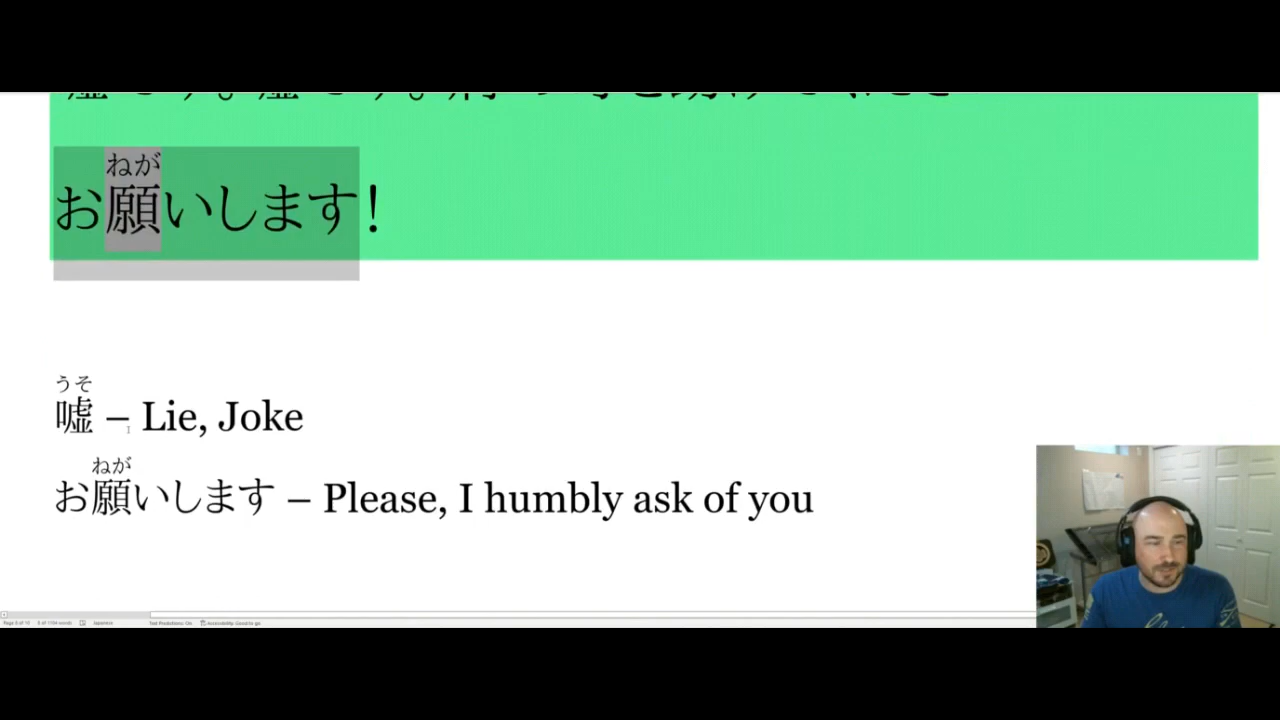 ねが
お願いします！
うそ
嘘 – Lie, Joke
ねが
お願いします – Please, I humbly ask of you
Japanese